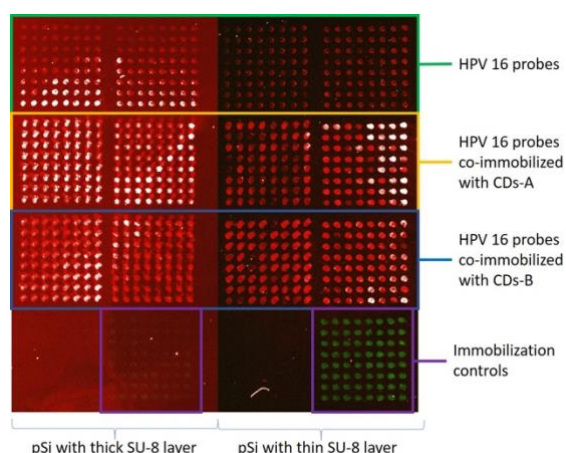 HPV 16 probes
HPV 16 probes
co-immobilized
with CDs-A
HPV 16 probes
co-immobilized
with CDs-B
Immobilization
controls
pSi with thick SU-8 layer
pSi with thin SU-8 layer